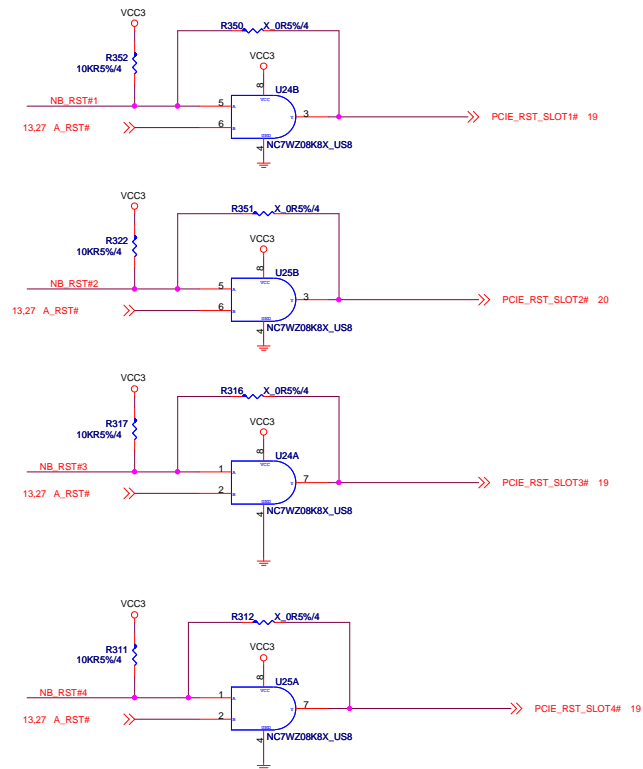 VCC3
R350 X_0R5%/4
R352
10KR5%/4
VCC3
U24B
8
VCC
NB_RST#1
5
A
3
Y
PCIE_RST_SLOT1# 19
13,27 A_RST#
6
B
GND
4
NC7WZ08K8X_US8
VCC3
R351 X_0R5%/4
R322
10KR5%/4
VCC3
U25B
8
VCC
NB_RST#2
5
A
3
Y
PCIE_RST_SLOT2# 20
13,27 A_RST#
6
B
GND
4
NC7WZ08K8X_US8
VCC3
R316 X_0R5%/4
R317
10KR5%/4
VCC3
U24A
8
VCC
NB_RST#3
1
A
7
Y
PCIE_RST_SLOT3# 19
13,27 A_RST#
2
B
GND
4
NC7WZ08K8X_US8
VCC3
R312 X_0R5%/4
R311
10KR5%/4
VCC3
U25A
8
VCC
NB_RST#4
1
A
7
Y
PCIE_RST_SLOT4# 19
13,27 A_RST#
2
B
GND
4
NC7WZ08K8X_US8